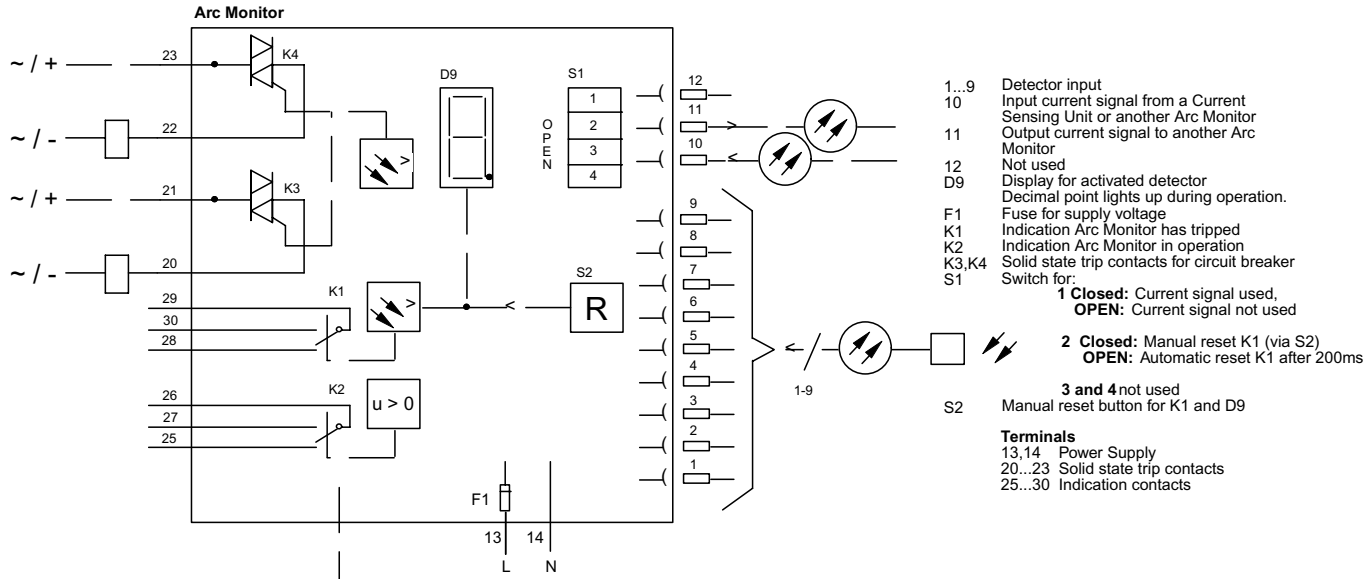 Arc Monitor
~ / +
23
K4
~ / -
22
~ / +
21
K3
~ / -
20
29
30
28
K1
>
>
26
27
25
K2
u > 0
D9
S1
OPEN
1
2
3
4
S2
R
F1
13
14
L
N
12
11
10
9
8
7
6
5
4
3
2
1
1-9
1...9 Detector input
10 Input current signal from a Current
Sensing Unit or another Arc Monitor
11 Output current signal to another Arc
Monitor
12 Not used
D9 Display for activated detector
Decimal point lights up during operation.
F1 Fuse for supply voltage
K1 Indication Arc Monitor has tripped
K2 Indication Arc Monitor in operation
K3,K4 Solid state trip contacts for circuit breaker
S1 Switch for:
1 Closed: Current signal used,
OPEN: Current signal not used
2 Closed: Manual reset K1 (via S2)
OPEN: Automatic reset K1 after 200ms
3 and 4 not used
S2 Manual reset button for K1 and D9
Terminals
13,14 Power Supply
20...23 Solid state trip contacts
25...30 Indication contacts